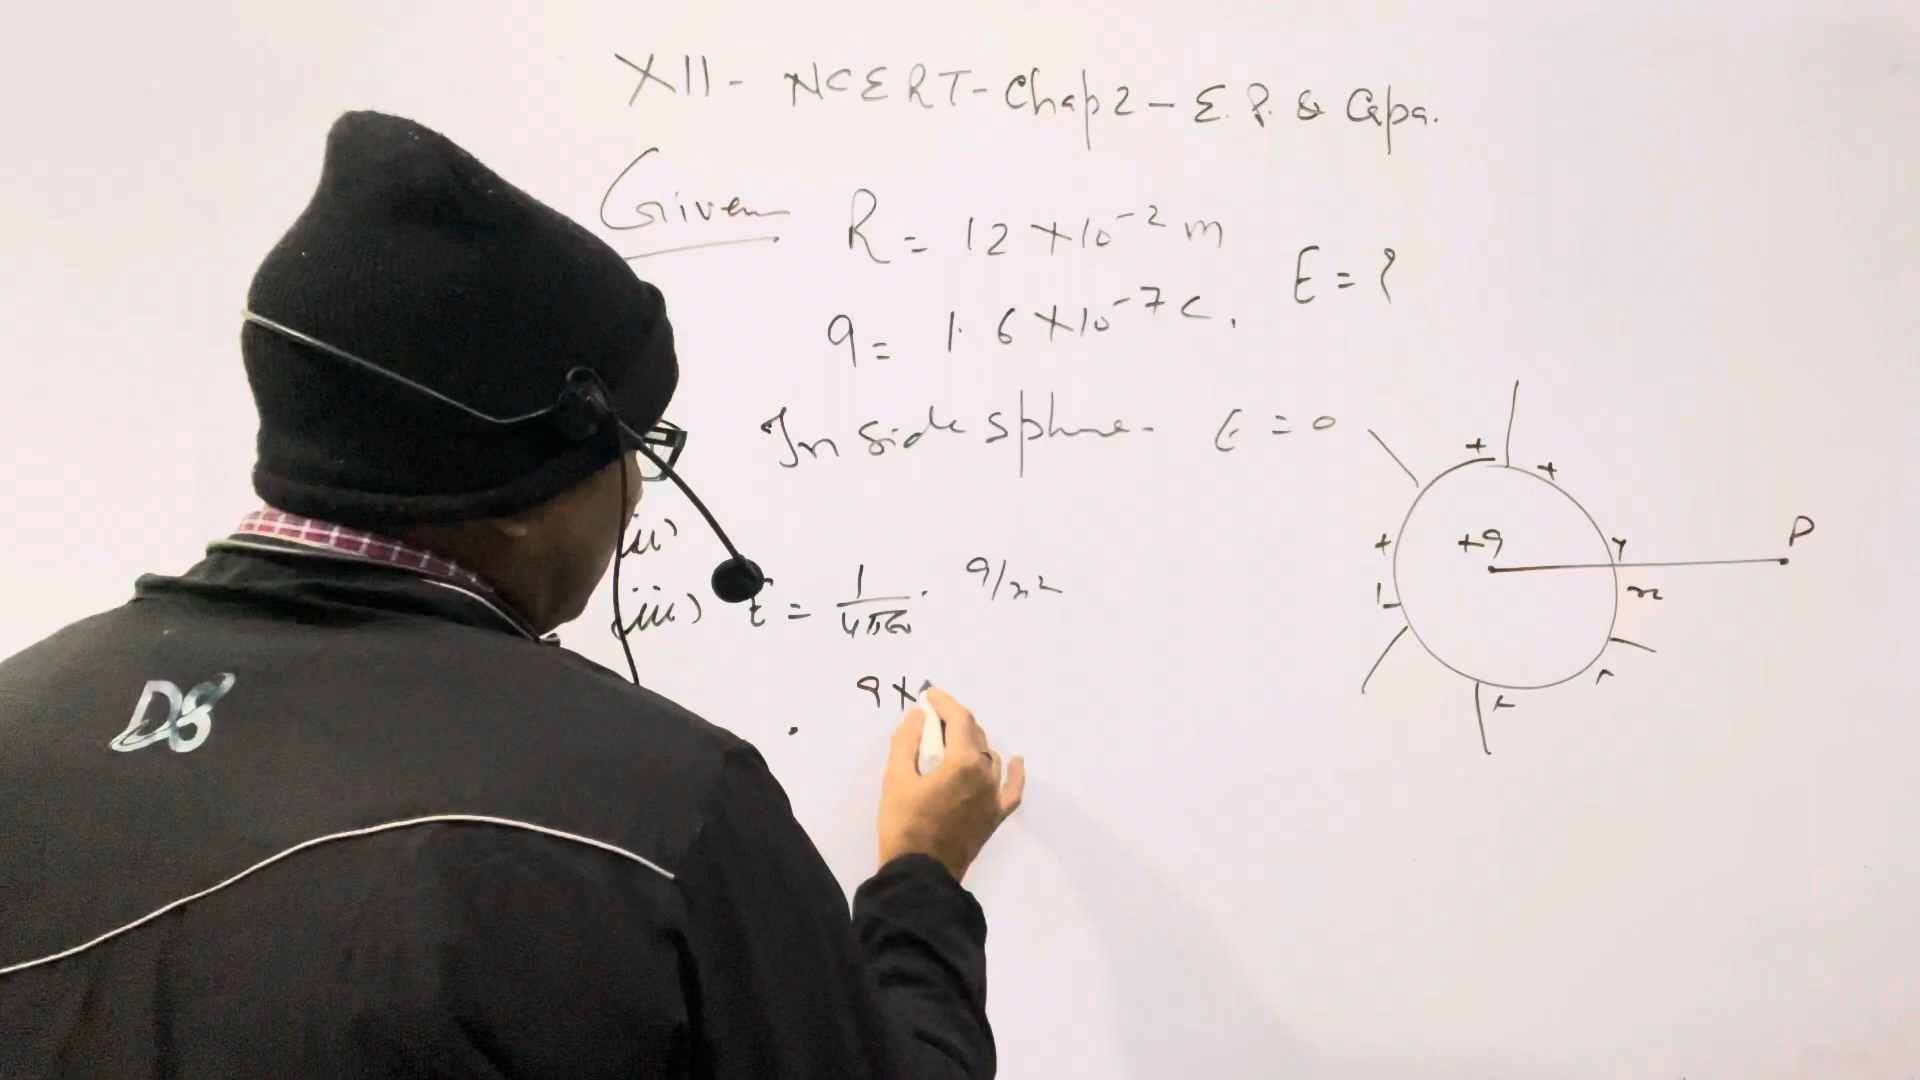 XII - NCERT - Chap 2 - E.P. & Capa.
Given R = 12 × 10⁻² m
E = ?
q = 1.6 × 10⁻⁷ C.
Inside sphere. E = 0
(ii)
(iii) E = 1/4πε₀ . q/r²
9 ×
+ +
+ +q + P
r
DS